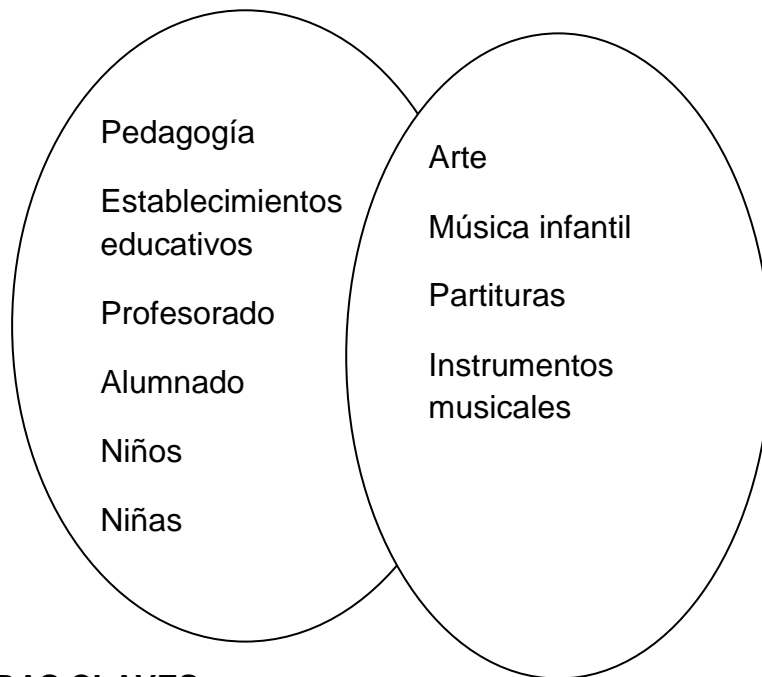 Pedagogía
Establecimientos
educativos
Profesorado
Alumnado
Niños
Niñas
Arte
Música infantil
Partituras
Instrumentos
musicales